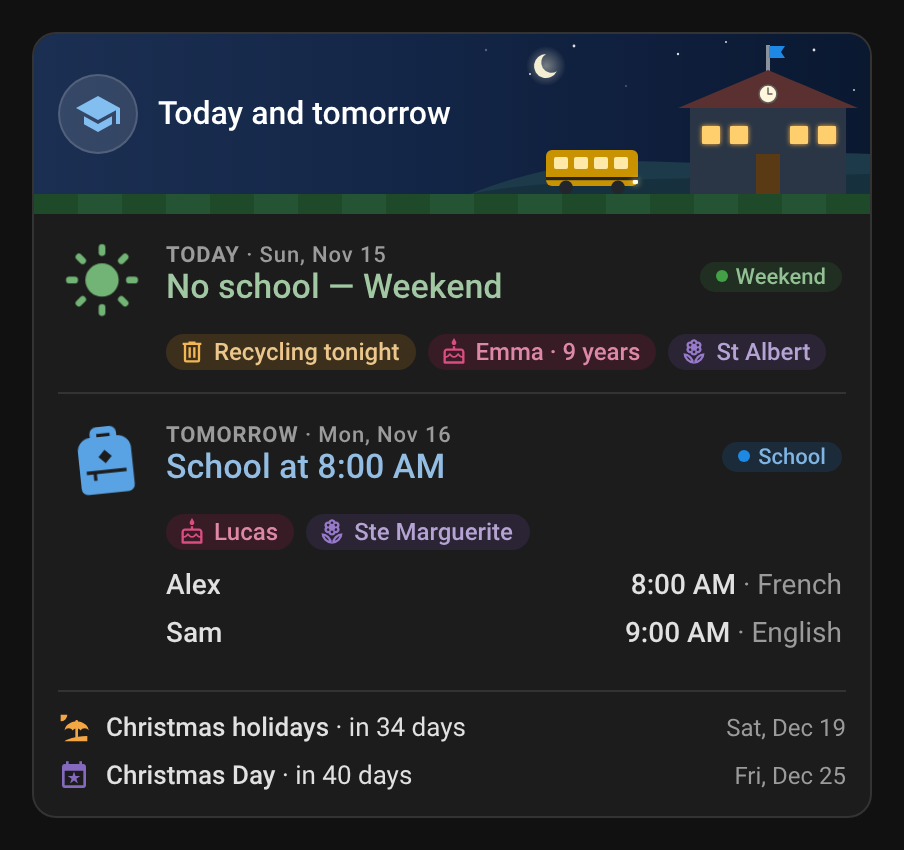 Today and tomorrow
TODAY · Sun, Nov 15
No school — Weekend
Weekend
Recycling tonight
Emma · 9 years
St Albert
TOMORROW · Mon, Nov 16
School at 8:00 AM
School
Lucas
Ste Marguerite
Alex 8:00 AM · French
Sam 9:00 AM · English
Christmas holidays · in 34 days Sat, Dec 19
Christmas Day · in 40 days Fri, Dec 25